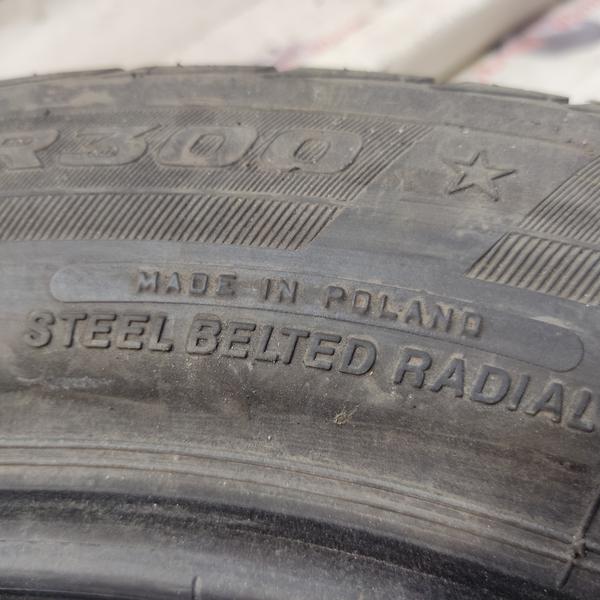 R300
MADE IN POLAND
STEEL BELTED RADIAL